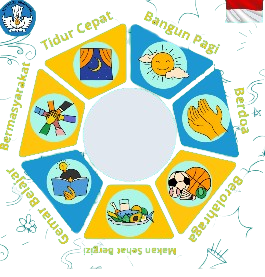 Bangun Pagi
Berdoa
Berolahraga
Makan Sehat Bergizi
Gemar Belajar
Bermasyarakat
Tidur Cepat